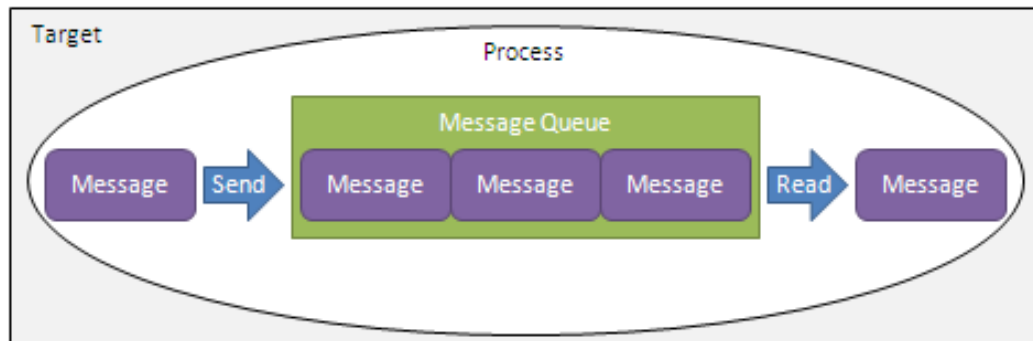 Target
Process
Message Queue
Message
Send
Message
Message
Message
Read
Message